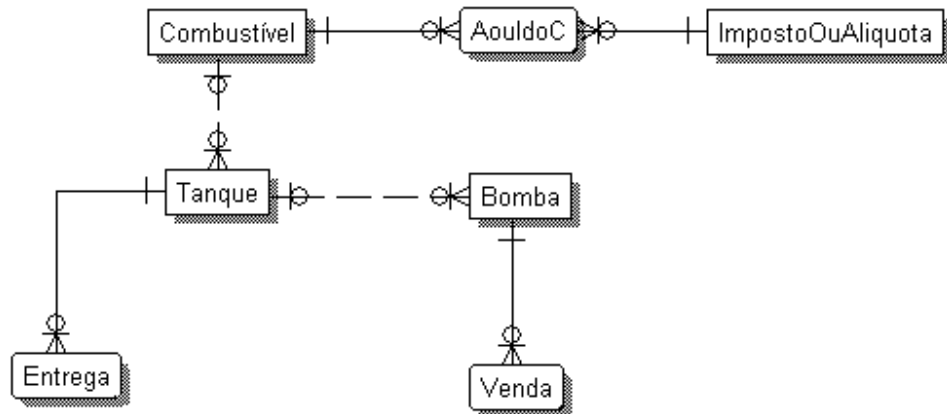 Combustível
AouIdoC
ImpostoOuAliquota
Tanque
Bomba
Entrega
Venda